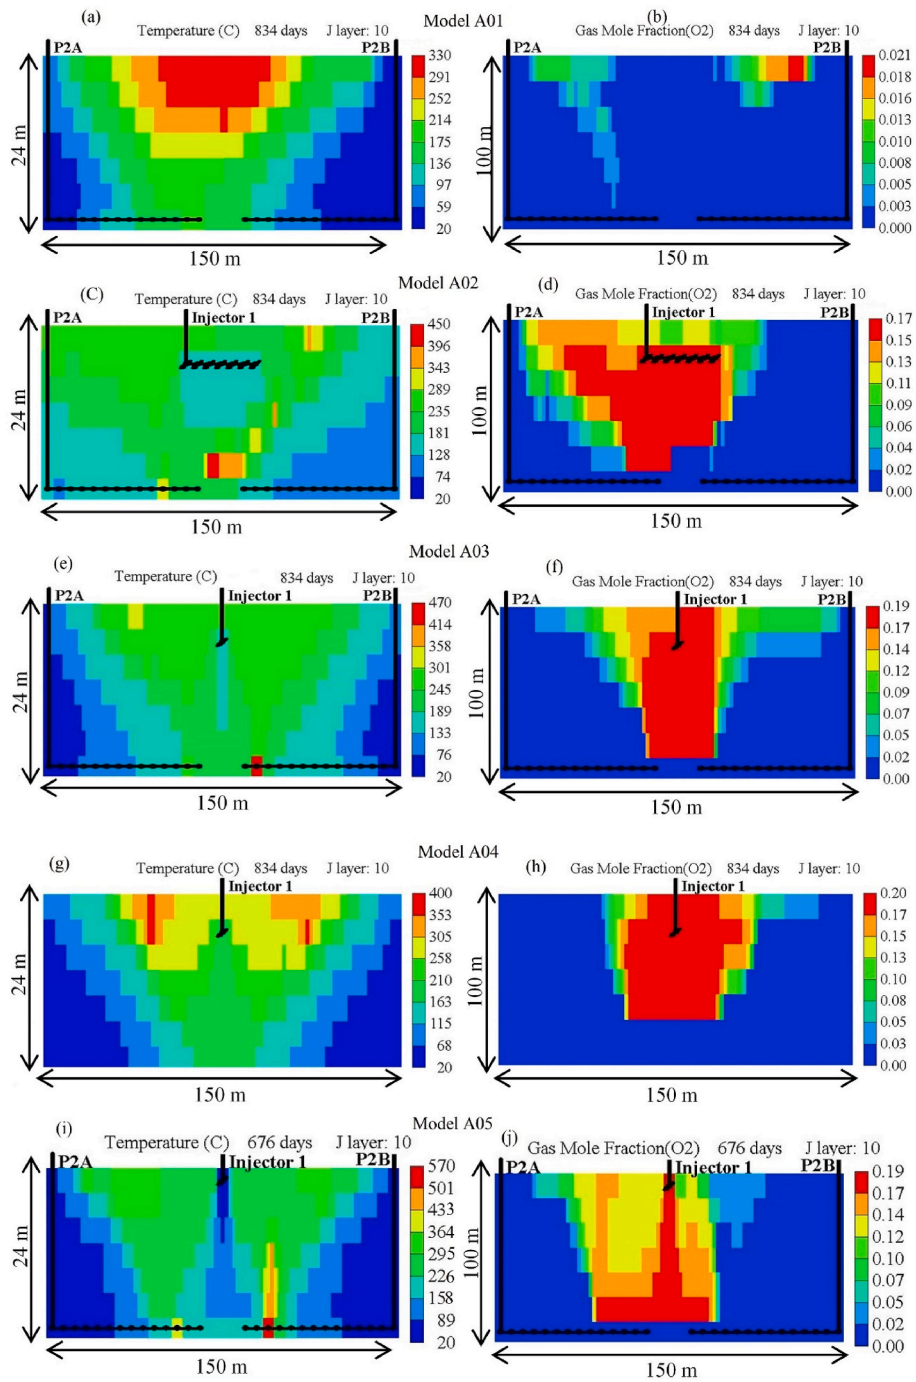 Model A01
(a)
Temperature (C) 834 days J layer: 10
P2A
P2B
24 m
330
291
252
214
175
136
97
59
20
150 m
(b)
Gas Mole Fraction(O2) 834 days J layer: 10
P2A
P2B
100 m
0.021
0.018
0.016
0.013
0.010
0.008
0.005
0.003
0.000
150 m
Model A02
(C)
Temperature (C) 834 days J layer: 10
P2A
Injector 1
P2B
24 m
450
396
343
289
235
181
128
74
20
150 m
(d)
Gas Mole Fraction(O2) 834 days J layer: 10
P2A
Injector 1
P2B
100 m
0.17
0.15
0.13
0.11
0.09
0.06
0.04
0.02
0.00
150 m
Model A03
(e)
Temperature (C) 834 days J layer: 10
P2A
Injector 1
P2B
24 m
470
414
358
301
245
189
133
76
20
150 m
(f)
Gas Mole Fraction(O2) 834 days J layer: 10
P2A
Injector 1
P2B
100 m
0.19
0.17
0.14
0.12
0.10
0.07
0.05
0.02
0.00
150 m
Model A04
(g)
Temperature (C) 834 days J layer: 10
Injector 1
24 m
400
353
305
258
210
163
115
68
20
150 m
(h)
Gas Mole Fraction(O2) 834 days J layer: 10
Injector 1
100 m
0.20
0.18
0.15
0.13
0.10
0.08
0.05
0.03
0.00
150 m
Model A05
(i)
Temperature (C) 676 days J layer: 10
P2A
Injector 1
P2B
24 m
570
501
433
364
295
226
158
89
20
150 m
(j)
Gas Mole Fraction(O2) 676 days J layer: 10
P2A
Injector 1
P2B
100 m
0.19
0.17
0.14
0.12
0.10
0.07
0.05
0.02
0.00
150 m